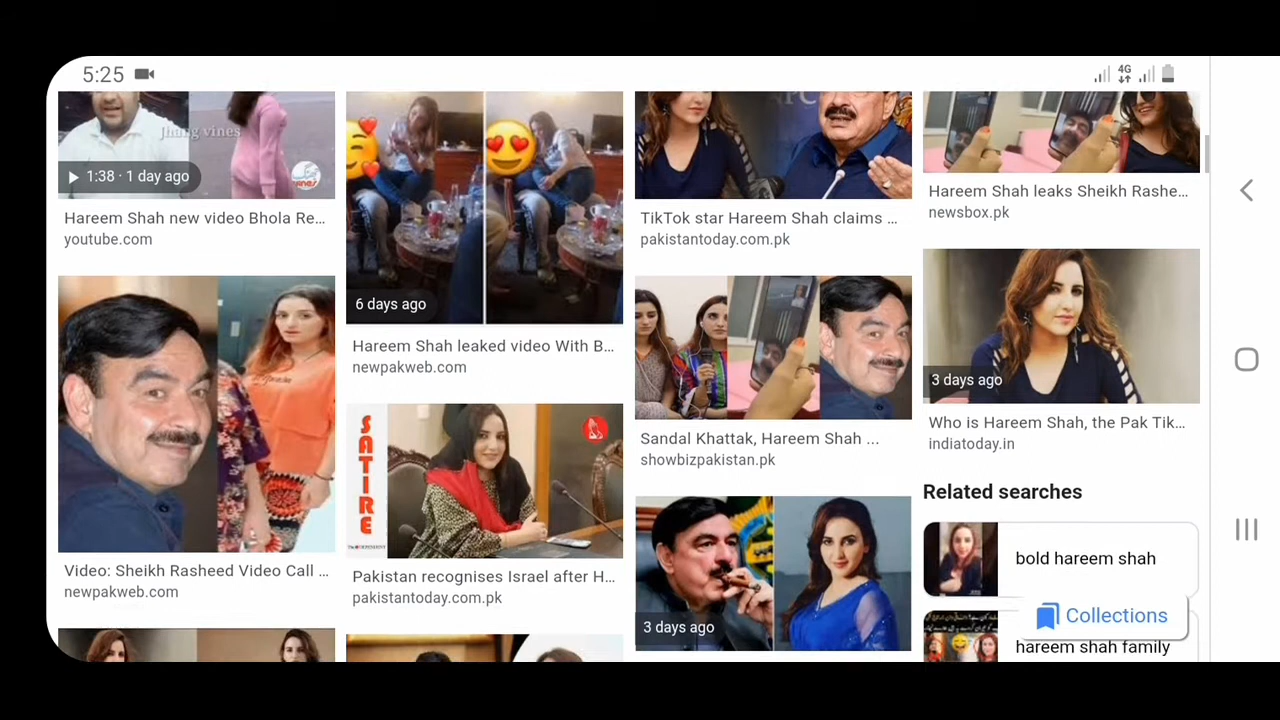 5:25
4G
Jhang vines
1:38 · 1 day ago
Hareem Shah new video Bhola Re...
youtube.com
Video: Sheikh Rasheed Video Call ...
newpakweb.com
6 days ago
Hareem Shah leaked video With B...
newpakweb.com
SATIRE
Pakistan recognises Israel after H...
pakistantoday.com.pk
TikTok star Hareem Shah claims ...
pakistantoday.com.pk
Sandal Khattak, Hareem Shah ...
showbizpakistan.pk
3 days ago
Hareem Shah leaks Sheikh Rashe...
newsbox.pk
3 days ago
Who is Hareem Shah, the Pak Tik...
indiatoday.in
Related searches
bold hareem shah
Collections
hareem shah family